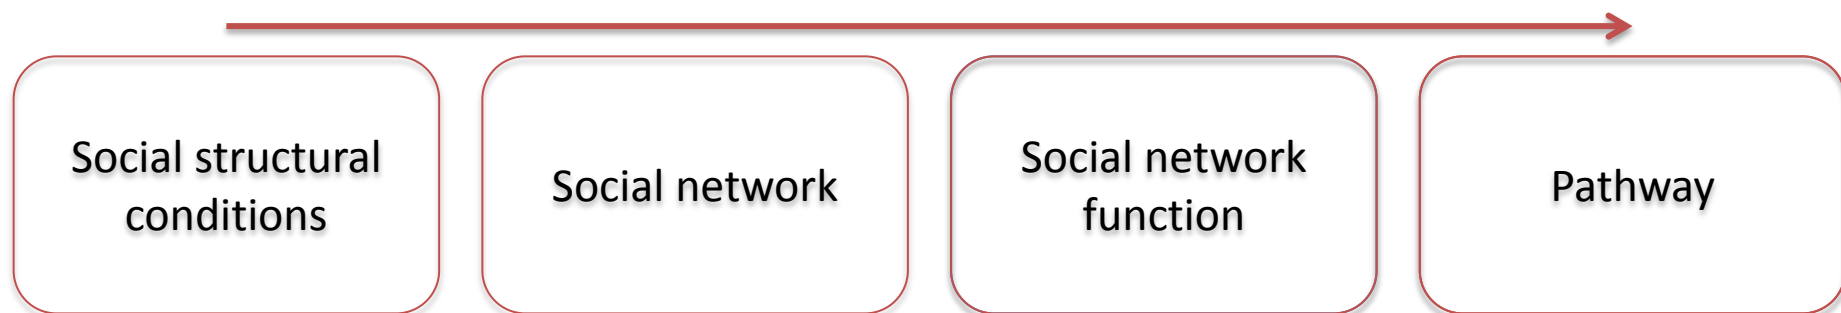 Social structural
conditions
Social network
Social network
function
Pathway